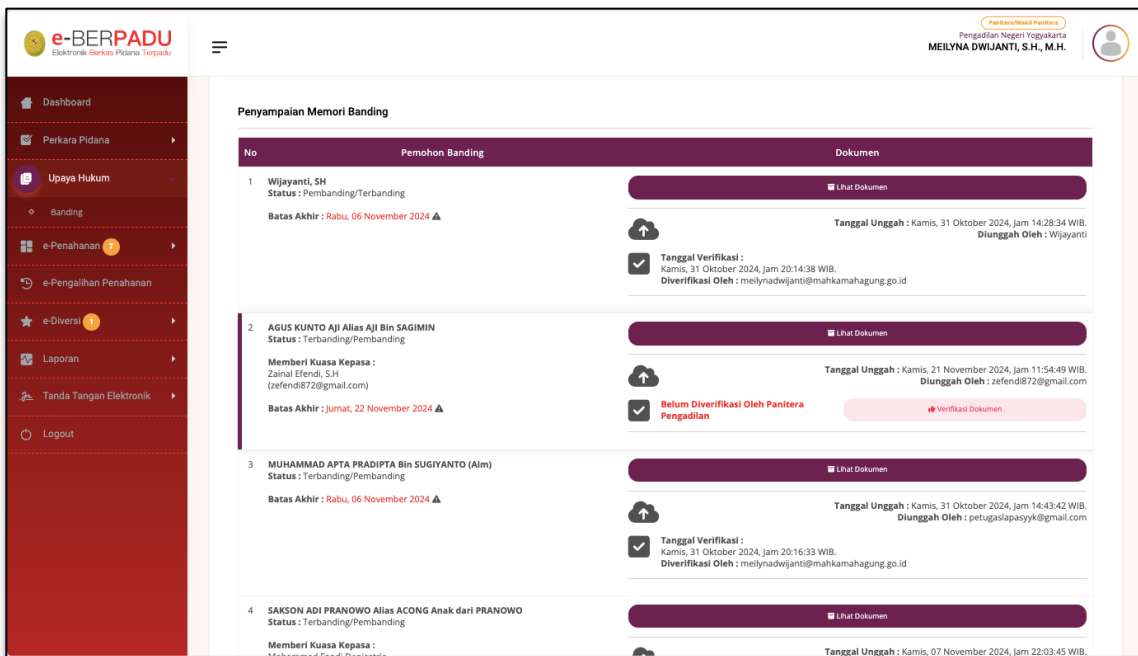 e-BERPADU
Elektronik Berkas Pidana Terpadu
Panitera/Wakil Panitera
Pengadilan Negeri Yogyakarta
MEILYNA DWIJANTI, S.H., M.H.
Dashboard
Perkara Pidana
Upaya Hukum
Banding
e-Penahanan 7
e-Pengalihan Penahanan
e-Diversi 1
Laporan
Tanda Tangan Elektronik
Logout
Penyampaian Memori Banding
No Pemohon Banding Dokumen
1 Wijayanti, SH
Status : Pembanding/Terbanding
Batas Akhir : Rabu, 06 November 2024
Lihat Dokumen
Tanggal Unggah : Kamis, 31 Oktober 2024, Jam 14:28:34 WIB.
Diunggah Oleh : Wijayanti
Tanggal Verifikasi :
Kamis, 31 Oktober 2024, Jam 20:14:38 WIB.
Diverifikasi Oleh : meilynadwijanti@mahkamahagung.go.id
2 AGUS KUNTO AJI Alias AJI Bin SAGIMIN
Status : Terbanding/Pembanding
Memberi Kuasa Kepasa :
Zainal Efendi, S.H
(zefendi872@gmail.com)
Batas Akhir : Jumat, 22 November 2024
Lihat Dokumen
Tanggal Unggah : Kamis, 21 November 2024, Jam 11:54:49 WIB.
Diunggah Oleh : zefendi872@gmail.com
Belum Diverifikasi Oleh Panitera
Pengadilan
Verifikasi Dokumen
3 MUHAMMAD APTA PRADIPTA Bin SUGIYANTO (Alm)
Status : Terbanding/Pembanding
Batas Akhir : Rabu, 06 November 2024
Lihat Dokumen
Tanggal Unggah : Kamis, 31 Oktober 2024, Jam 14:43:42 WIB.
Diunggah Oleh : petugaslapasyyk@gmail.com
Tanggal Verifikasi :
Kamis, 31 Oktober 2024, Jam 20:16:33 WIB.
Diverifikasi Oleh : meilynadwijanti@mahkamahagung.go.id
4 SAKSON ADI PRANOWO Alias ACONG Anak dari PRANOWO
Status : Terbanding/Pembanding
Memberi Kuasa Kepasa :
Lihat Dokumen
Tanggal Unggah : Kamis, 07 November 2024, Jam 22:03:45 WIB.